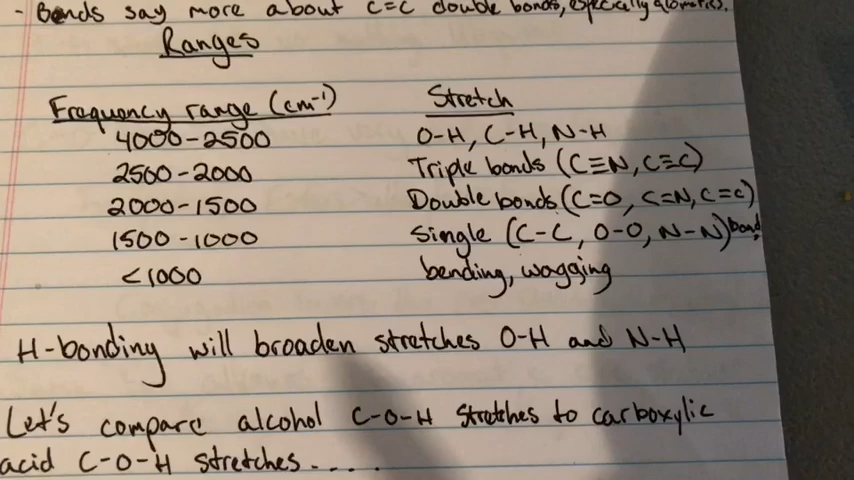 - Bends say more about C=C double bonds, especially aromatics.
Ranges
Frequency range (cm⁻¹) Stretch
4000-2500 O-H, C-H, N-H
2500-2000 Triple bonds (C≡N, C≡C)
2000-1500 Double bonds (C=O, C=N, C=C)
1500-1000 Single (C-C, O-O, N-N) bond
<1000 bending, wagging
H-bonding will broaden stretches O-H and N-H
Let's compare alcohol C-O-H stretches to carboxylic
acid C-O-H stretches....